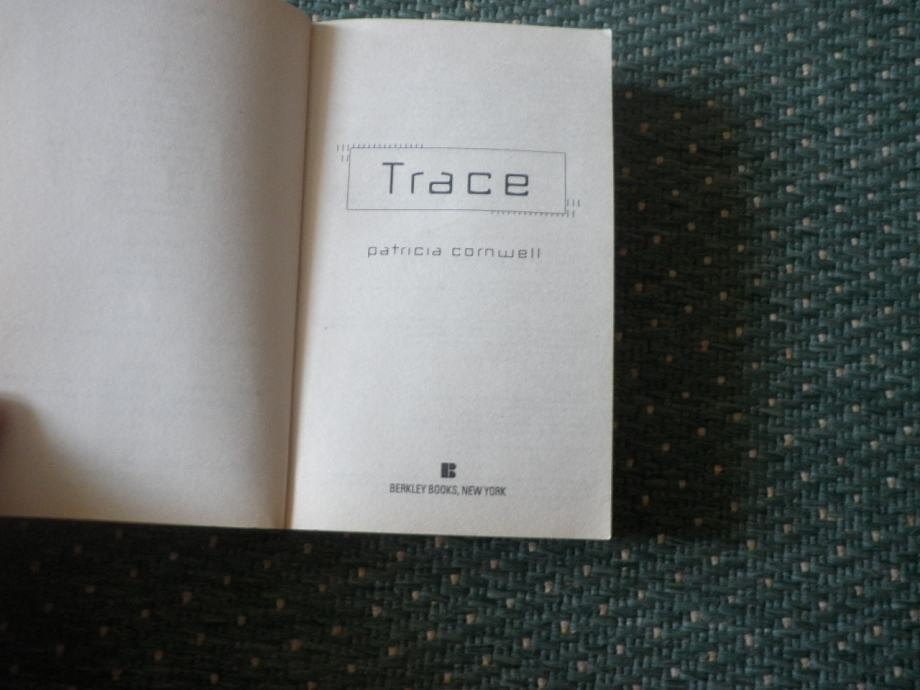 Trace
patricia cornwell
B
BERKLEY BOOKS, NEW YORK